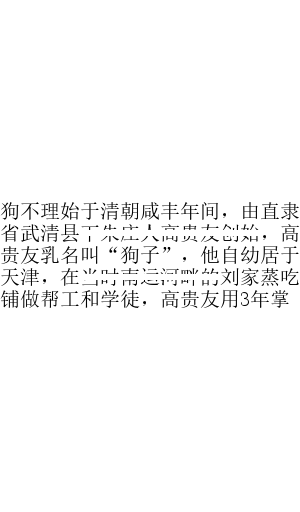 狗不理始于清朝咸丰年间，由直隶
省武清县下朱庄人高贵友创始，高
贵友乳名叫“狗子”，他自幼居于
天津，在当时南运河畔的刘家蒸吃
铺做帮工和学徒，高贵友用3年掌